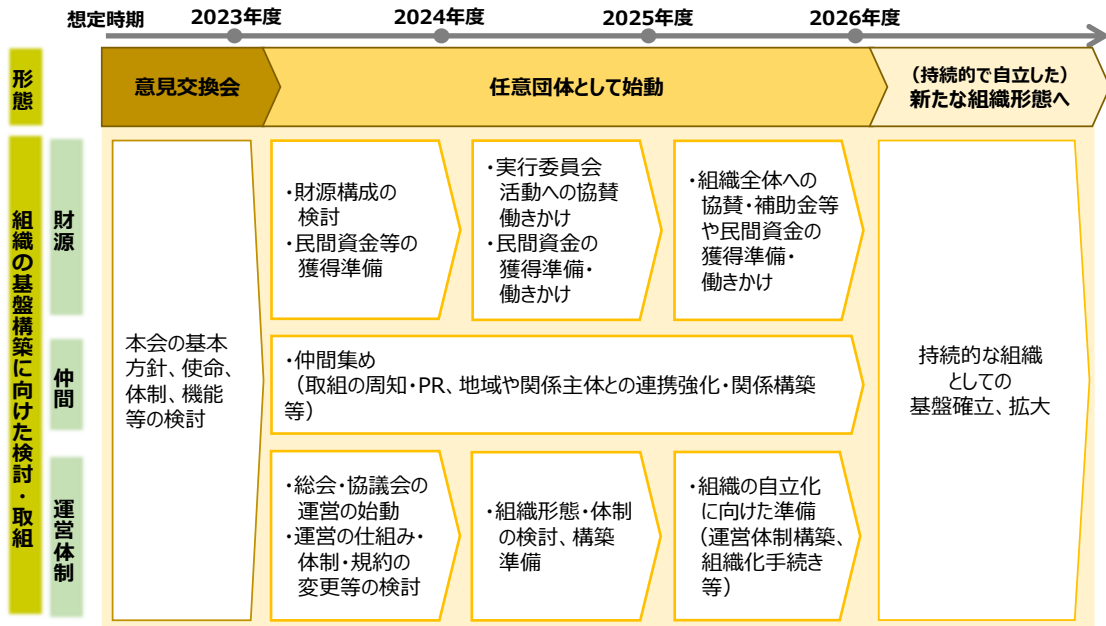 想定時期
2023年度
2024年度
2025年度
2026年度
形態
意見交換会
任意団体として始動
（持続的で自立した）
新たな組織形態へ
組織の基盤構築に向けた検討・取組
財源
仲間
運営体制
本会の基本
方針、使命、
体制、機能
等の検討
・財源構成の
検討
・民間資金等の
獲得準備
・実行委員会
活動への協賛
働きかけ
・民間資金の
獲得準備・
働きかけ
・組織全体への
協賛・補助金等
や民間資金の
獲得準備・
働きかけ
・仲間集め
（取組の周知・PR、地域や関係主体との連携強化・関係構築
等）
・総会・協議会の
運営の始動
・運営の仕組み・
体制・規約の
変更等の検討
・組織形態・体制
の検討、構築
準備
・組織の自立化
に向けた準備
（運営体制構築、
組織化手続き
等）
持続的な組織
としての
基盤確立、拡大